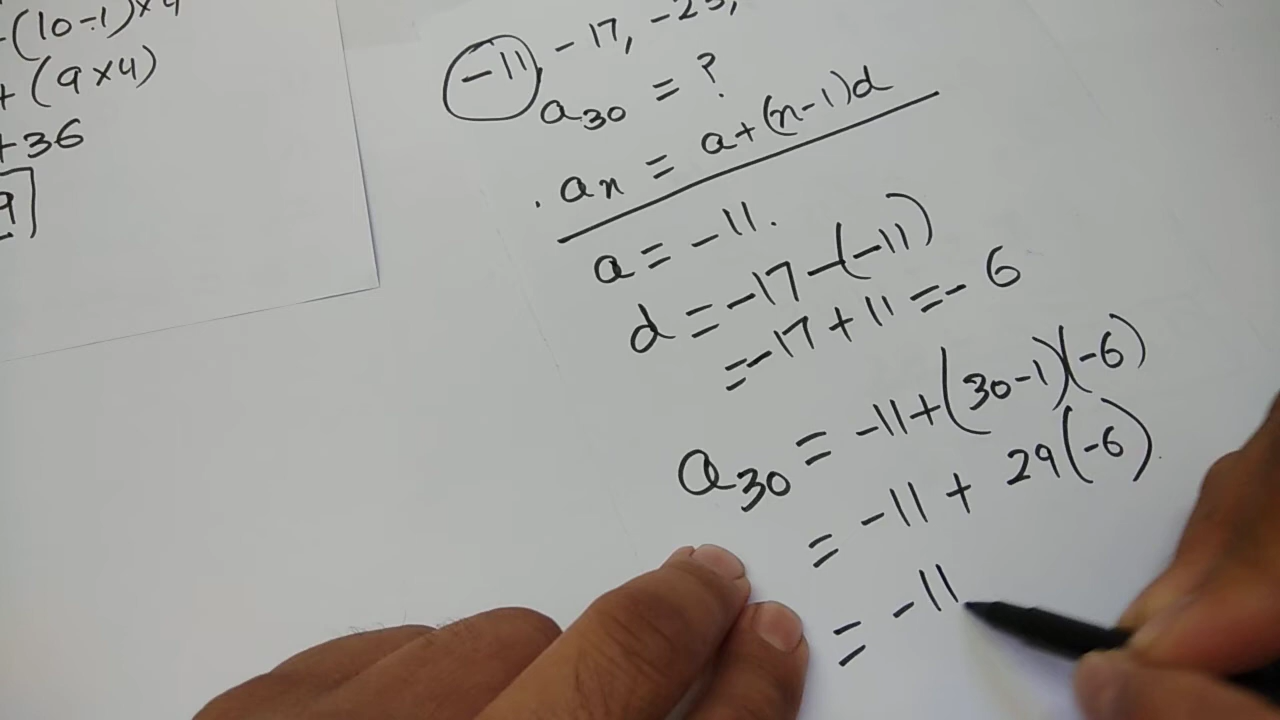 -(10-1)×4
+(9×4)
+36
9
-11, -17, -23,
a30 = ?
an = a+(n-1)d
a = -11.
d = -17-(-11)
= -17+11 = -6
a30 = -11+(30-1)(-6)
= -11 + 29(-6)
= -11